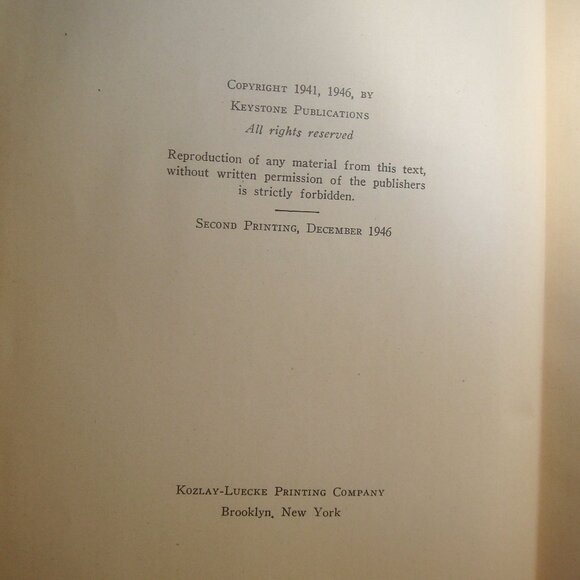 Copyright 1941, 1946, by
Keystone Publications
All rights reserved
Reproduction of any material from this text,
without written permission of the publishers
is strictly forbidden.
Second Printing, December 1946
Kozlay-Luecke Printing Company
Brooklyn, New York